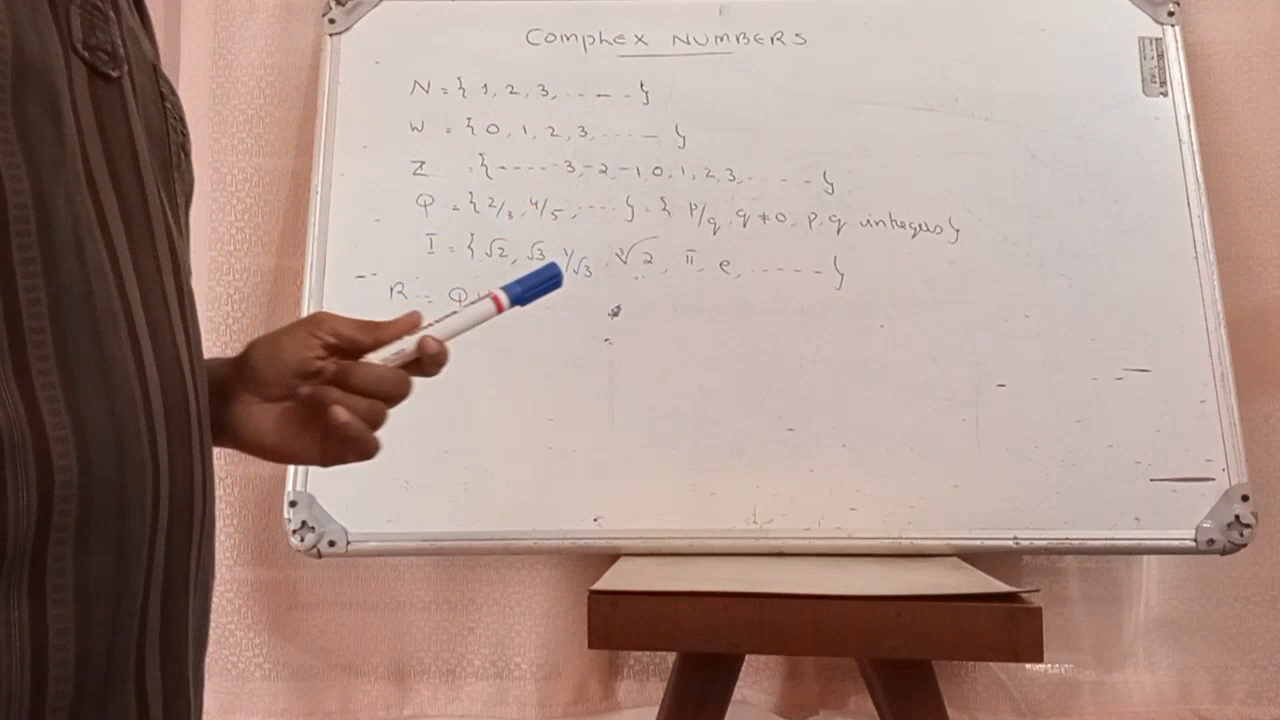 COMPLEX NUMBERS
N = { 1, 2, 3, ...... }
W = { 0, 1, 2, 3, ...... }
Z = { ......-3, -2, -1, 0, 1, 2, 3, ...... }
Q = { 2/3, 4/5, ...... } = { p/q, q ≠ 0, p, q integers }
I = { √2, √3, 1/√3, ∛2, π, e, ...... }
R = Q